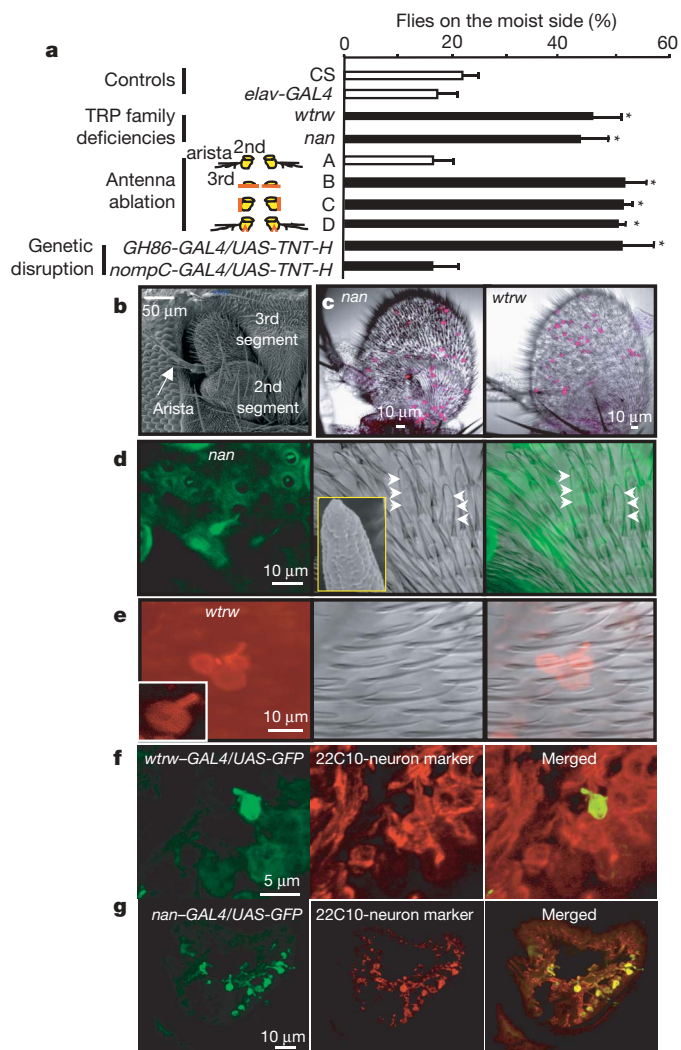 Flies on the moist side (%)
a
0 20 40 60
Controls
CS
elav-GAL4
TRP family
deficiencies
wtrw
*
nan
*
Antenna
ablation
arista 2nd
3rd
A
B
*
C
*
D
*
Genetic
disruption
GH86-GAL4/UAS-TNT-H
*
nompC-GAL4/UAS-TNT-H
b
50 μm
3rd
segment
2nd
segment
Arista
c
nan
10 μm
wtrw
10 μm
d
nan
10 μm
e
wtrw
10 μm
f
wtrw–GAL4/UAS-GFP
22C10-neuron marker
Merged
5 μm
g
nan–GAL4/UAS-GFP
22C10-neuron marker
Merged
10 μm